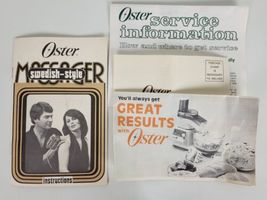 Oster
MASSAGER
swedish-style
instructions
Oster
service
information
How and where to get service
You'll always get
GREAT
RESULTS
with Oster